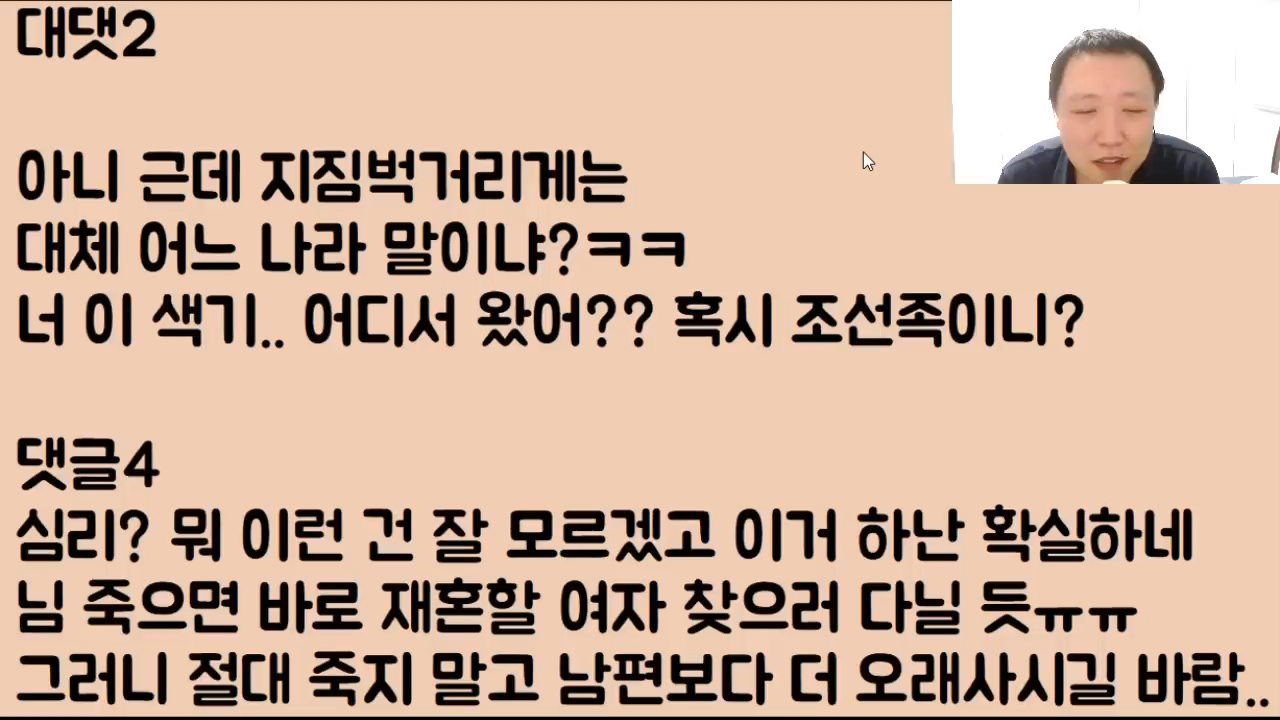 대댓2
아니 근데 지짐벅거리게는
대체 어느 나라 말이냐?ㅋㅋ
너 이 색기.. 어디서 왔어?? 혹시 조선족이니?
댓글4
심리? 뭐 이런 건 잘 모르겠고 이거 하난 확실하네
님 죽으면 바로 재혼할 여자 찾으러 다닐 듯ㅠㅠ
그러니 절대 죽지 말고 남편보다 더 오래사시길 바람..